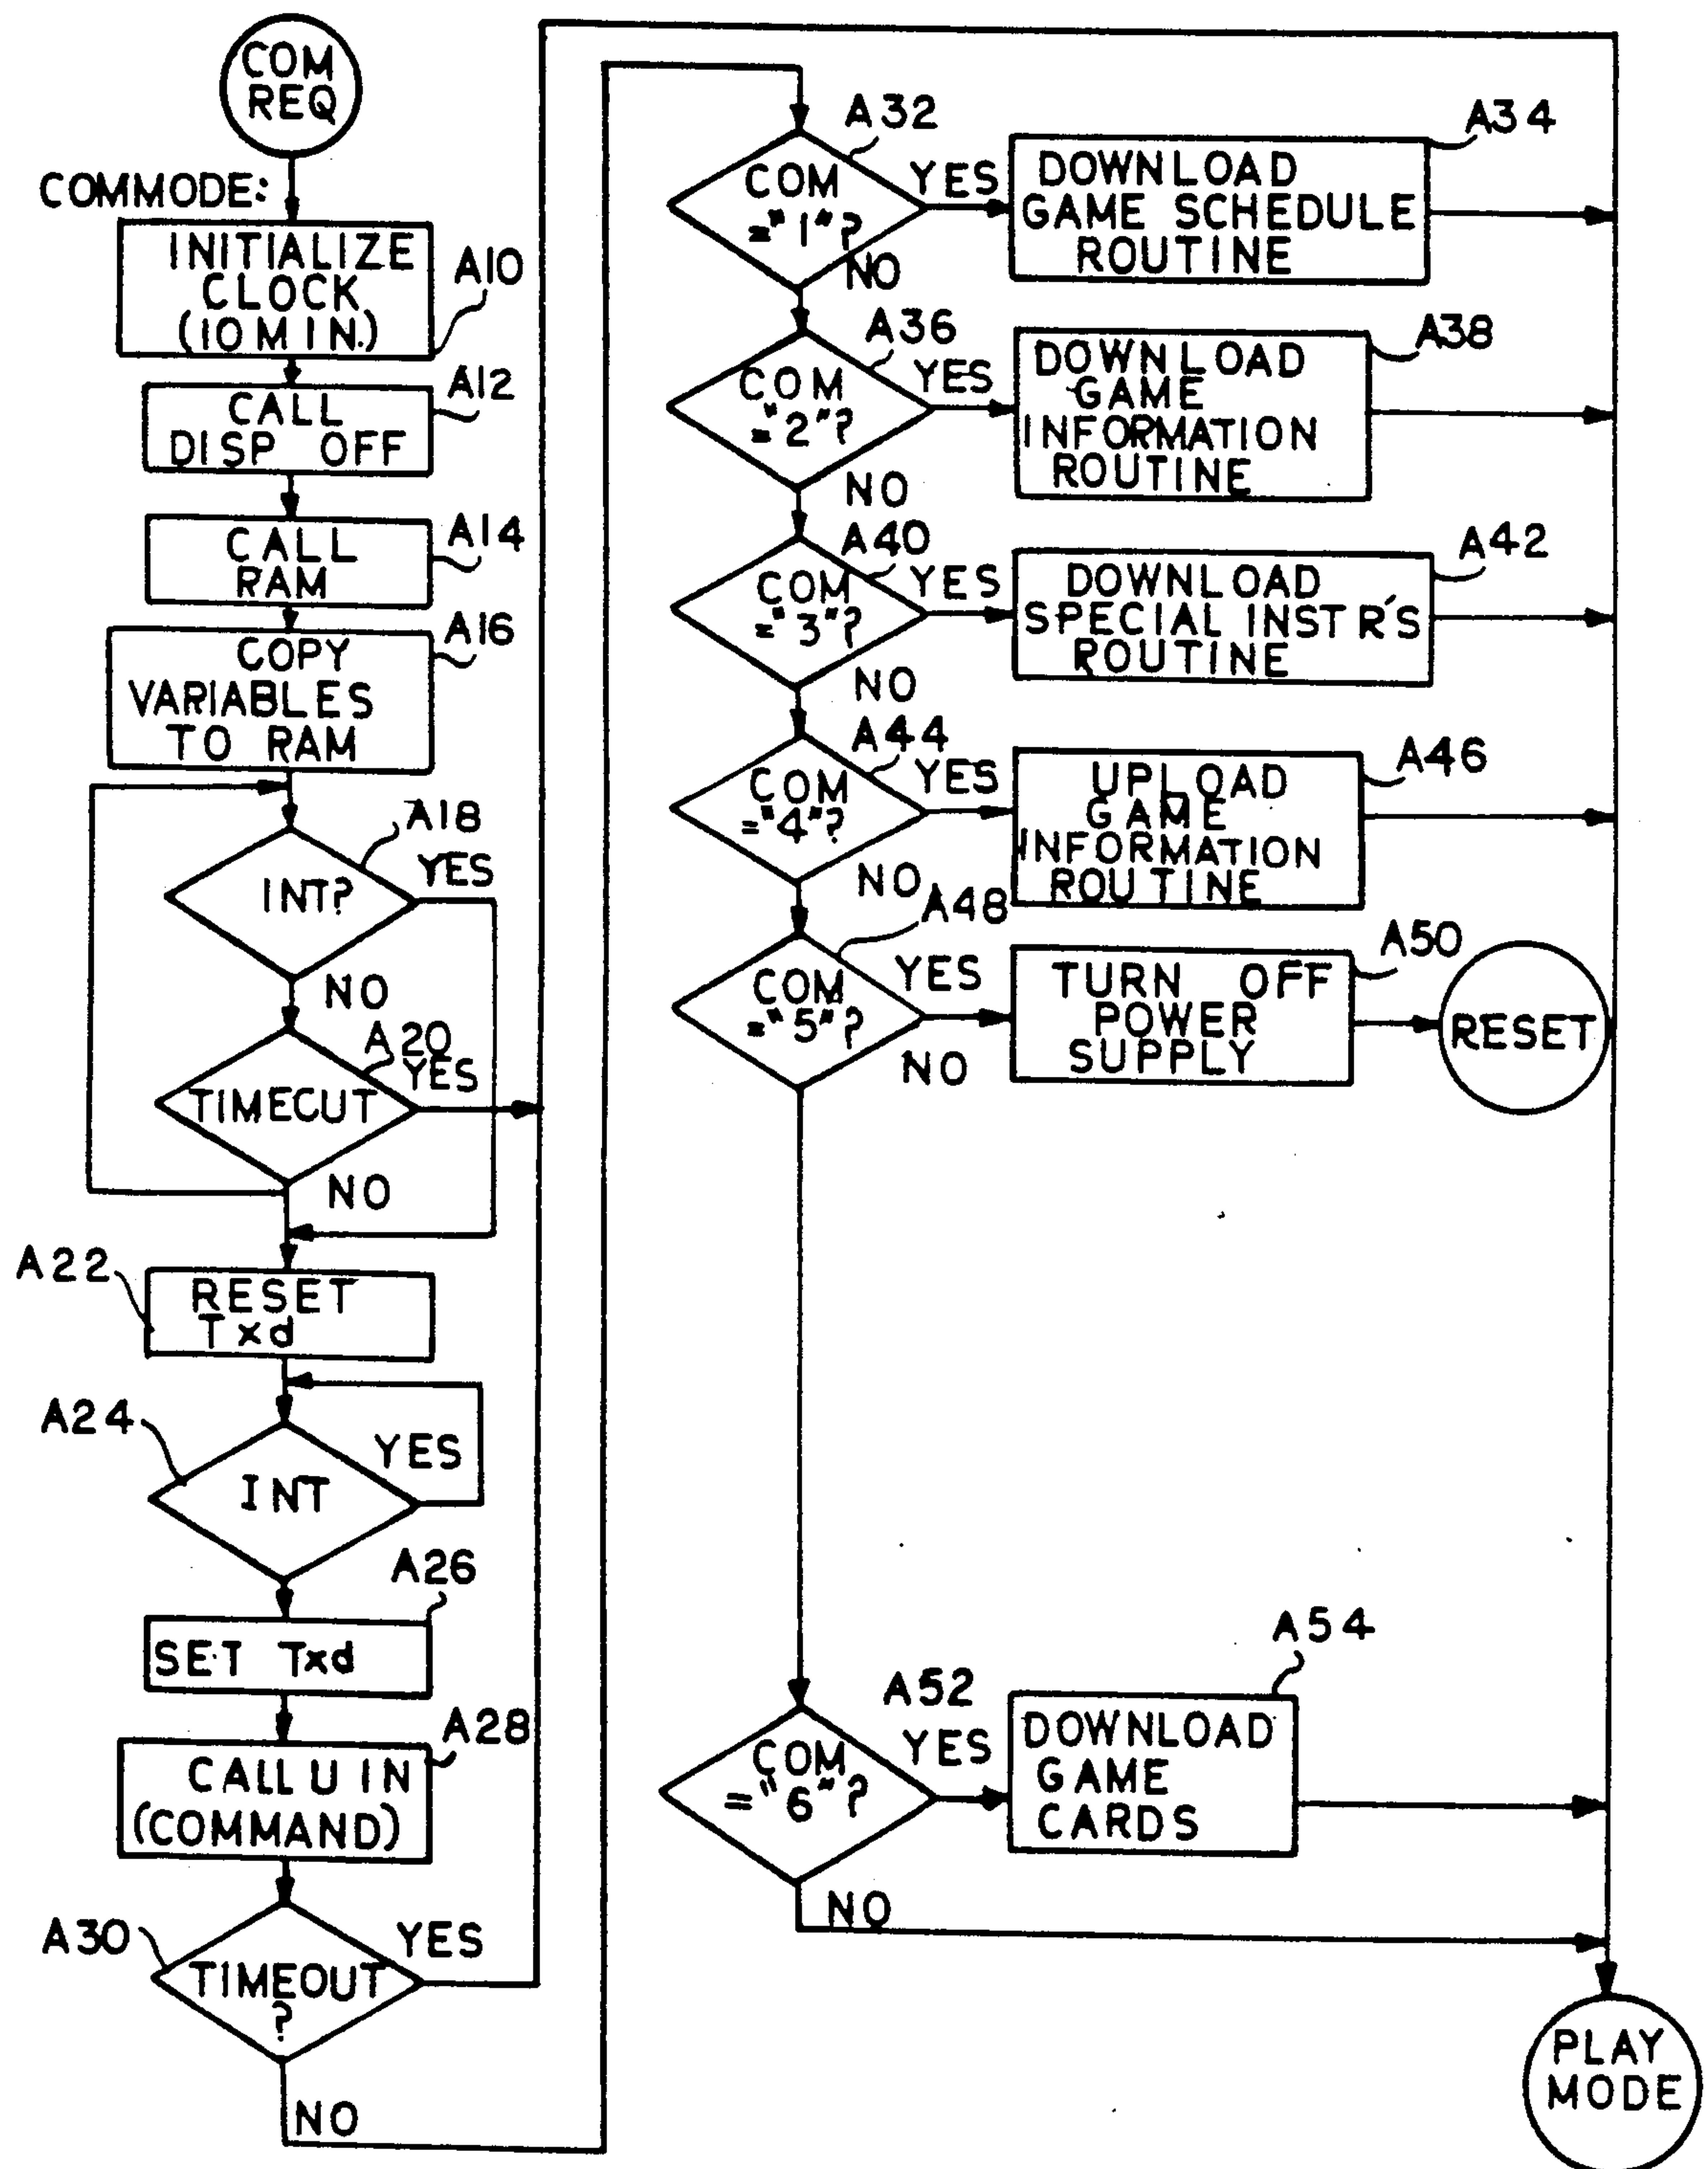 COM
REQ
COMMODE:
INITIALIZE
CLOCK
(10 MIN.)
A10
CALL
DISP OFF
A12
CALL
RAM
A14
COPY
VARIABLES
TO RAM
A16
INT?
A18
YES
NO
TIMECUT
A20
YES
NO
RESET
Txd
A22
INT
A24
YES
SET Txd
A26
CALL U IN
(COMMAND)
A28
TIMEOUT
?
A30
YES
NO
COM
="1"?
A32
YES
NO
DOWNLOAD
GAME SCHEDULE
ROUTINE
A34
COM
="2"?
A36
YES
NO
DOWNLOAD
GAME
INFORMATION
ROUTINE
A38
COM
="3"?
A40
YES
NO
DOWNLOAD
SPECIAL INSTR'S
ROUTINE
A42
COM
="4"?
A44
YES
NO
UPLOAD
GAME
INFORMATION
ROUTINE
A46
COM
="5"?
A48
YES
NO
TURN OFF
POWER
SUPPLY
A50
RESET
COM
="6"?
A52
YES
NO
DOWNLOAD
GAME
CARDS
A54
PLAY
MODE